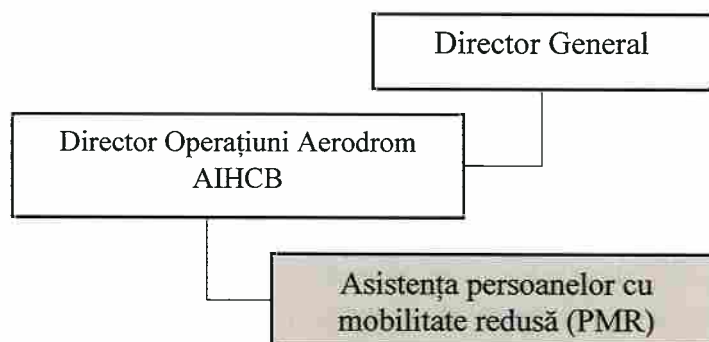 Director General
Director Operațiuni Aerodrom
AIHCB
Asistența persoanelor cu
mobilitate redusă (PMR)